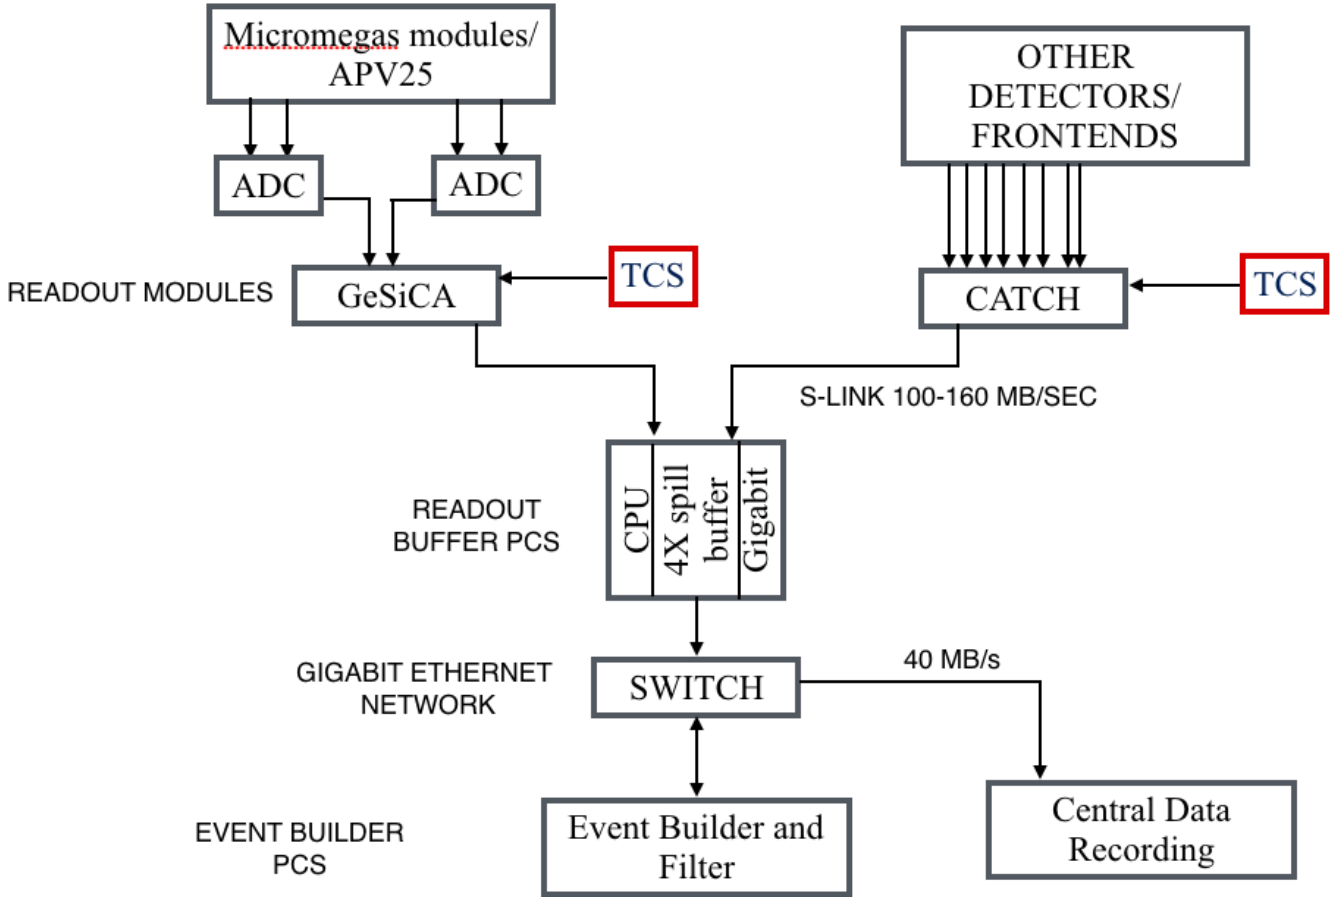 Micromegas modules/
APV25
OTHER
DETECTORS/
FRONTENDS
ADC
ADC
READOUT MODULES
GeSiCA
TCS
CATCH
TCS
S-LINK 100-160 MB/SEC
READOUT
BUFFER PCS
CPU
4X spill
buffer
Gigabit
GIGABIT ETHERNET
NETWORK
SWITCH
40 MB/s
EVENT BUILDER
PCS
Event Builder and
Filter
Central Data
Recording